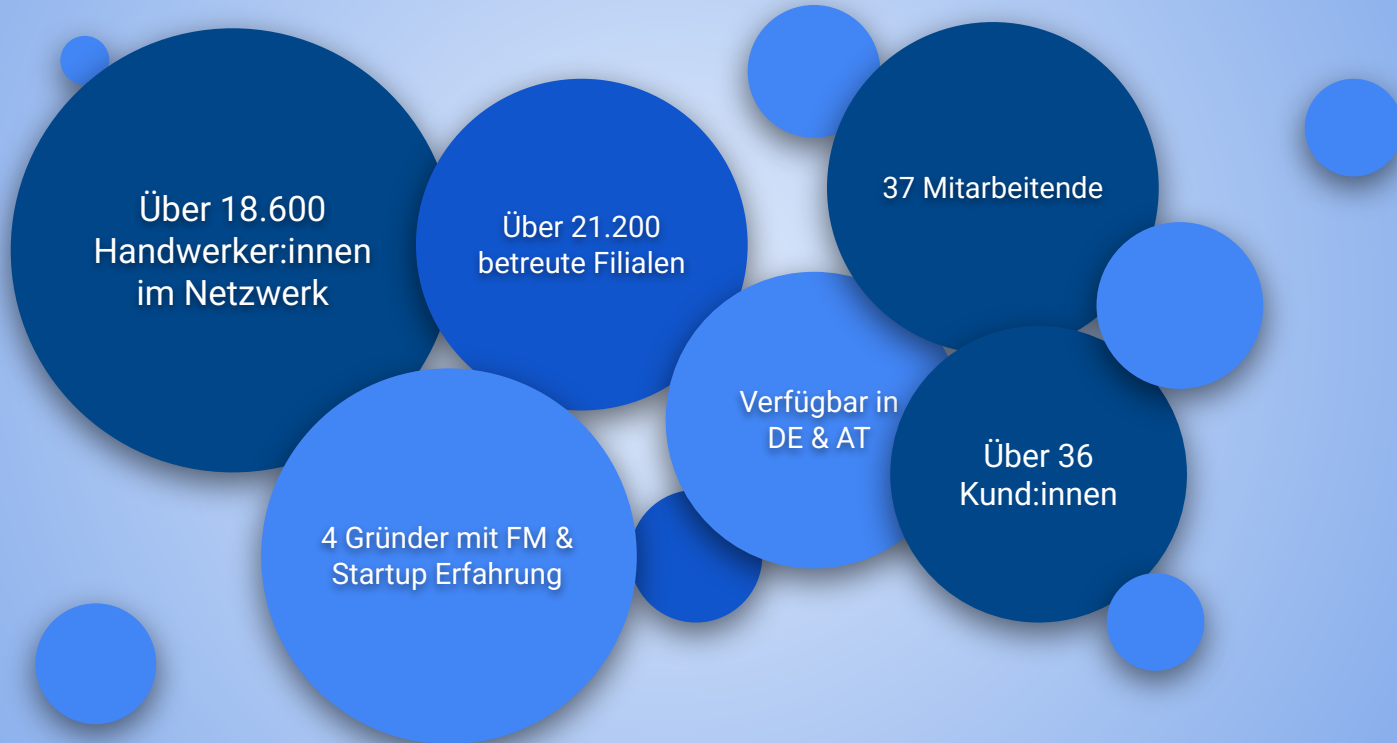 Über 18.600
Handwerker:innen
im Netzwerk
Über 21.200
betreute Filialen
37 Mitarbeitende
Verfügbar in
DE & AT
Über 36
Kund:innen
4 Gründer mit FM &
Startup Erfahrung